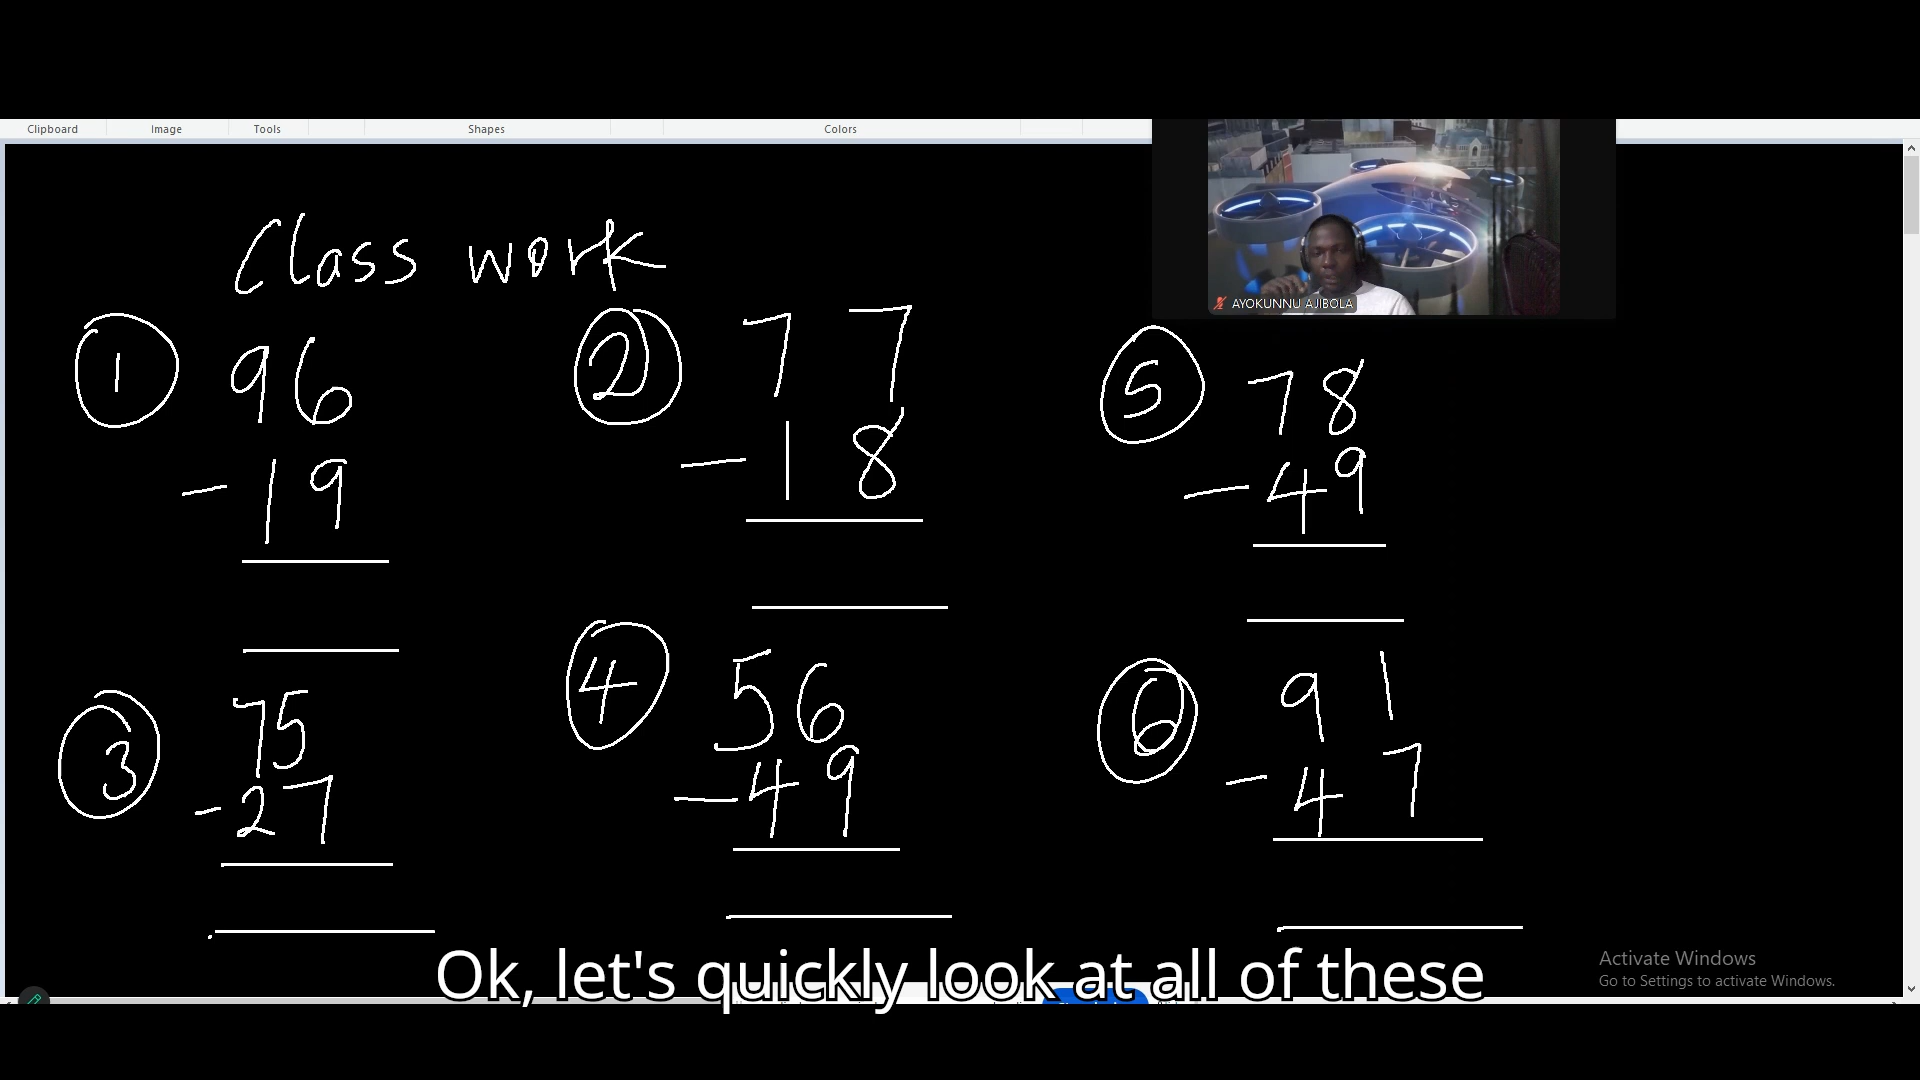 Clipboard
Image
Tools
Shapes
Colors
AYOKUNNU AJIBOLA
Class work
1
96
- 19
2
77
- 18
5
78
- 49
3
75
- 27
4
56
- 49
6
91
- 47
Ok, let's quickly look at all of these
Activate Windows
Go to Settings to activate Windows.